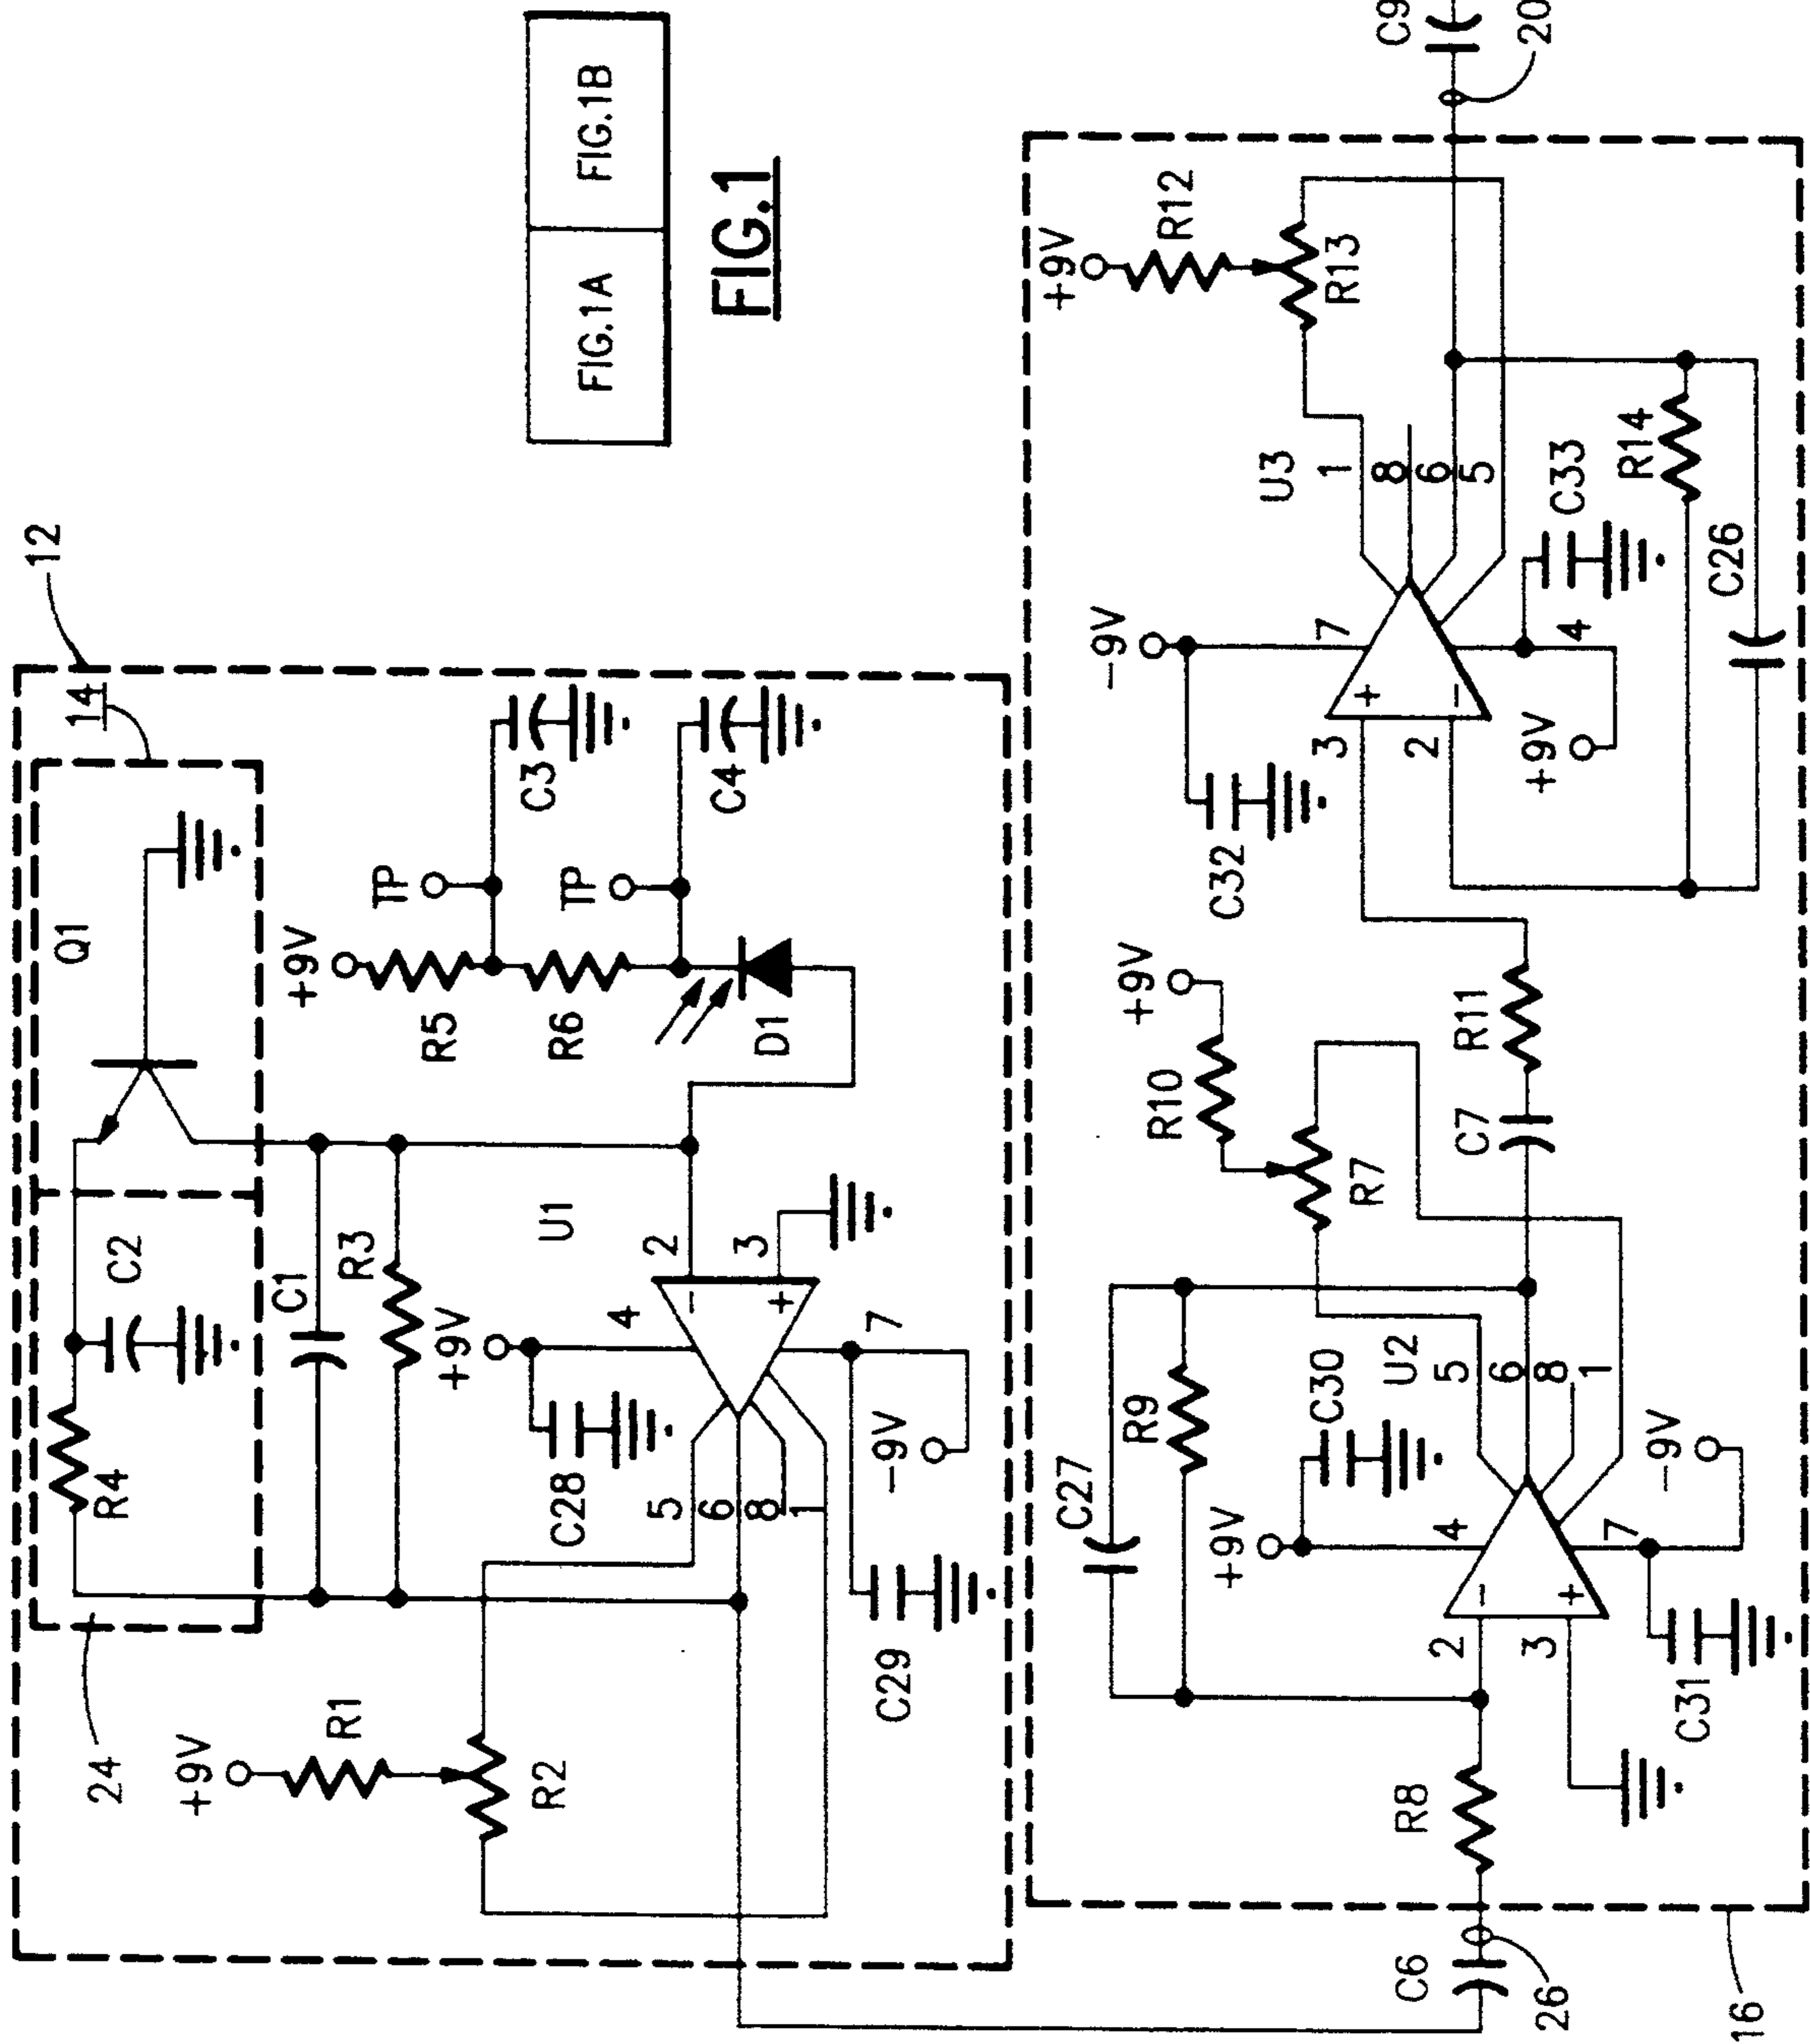 12
14
Q1
R4
C2
24
C1
R3
+9V
R5
TP
C3
R6
TP
C4
D1
U1
+9V
4
2
3
7
-9V
C28
5
6
8
1
C29
+9V
R1
R2
FIG.1A
FIG.1B
FIG.1
C6
26
16
R8
C27
R9
+9V
C30
4
2
3
7
-9V
C31
U2
5
6
8
1
R7
R10
+9V
C7
R11
C32
-9V
7
3
2
+9V
4
C33
C26
R14
U3
1
8
6
5
+9V
R12
R13
C9
20